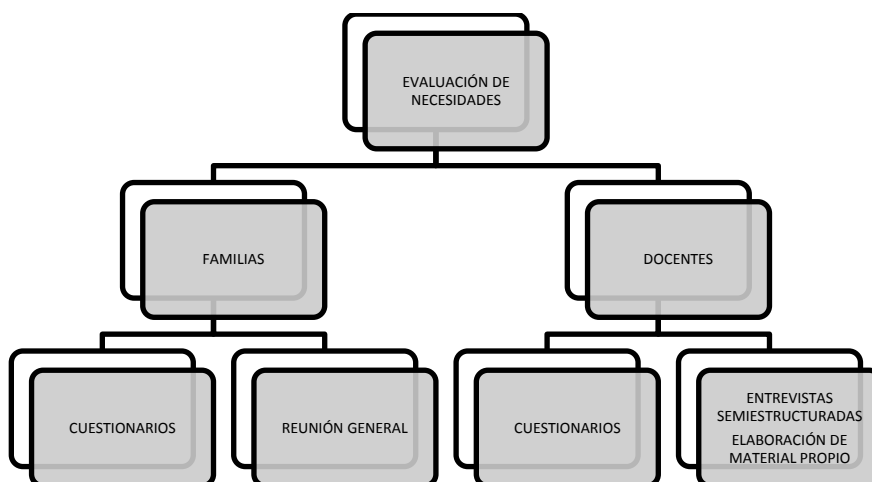 EVALUACIÓN DE
NECESIDADES
FAMILIAS
DOCENTES
CUESTIONARIOS
REUNIÓN GENERAL
CUESTIONARIOS
ENTREVISTAS
SEMIESTRUCTURADAS
ELABORACIÓN DE
MATERIAL PROPIO